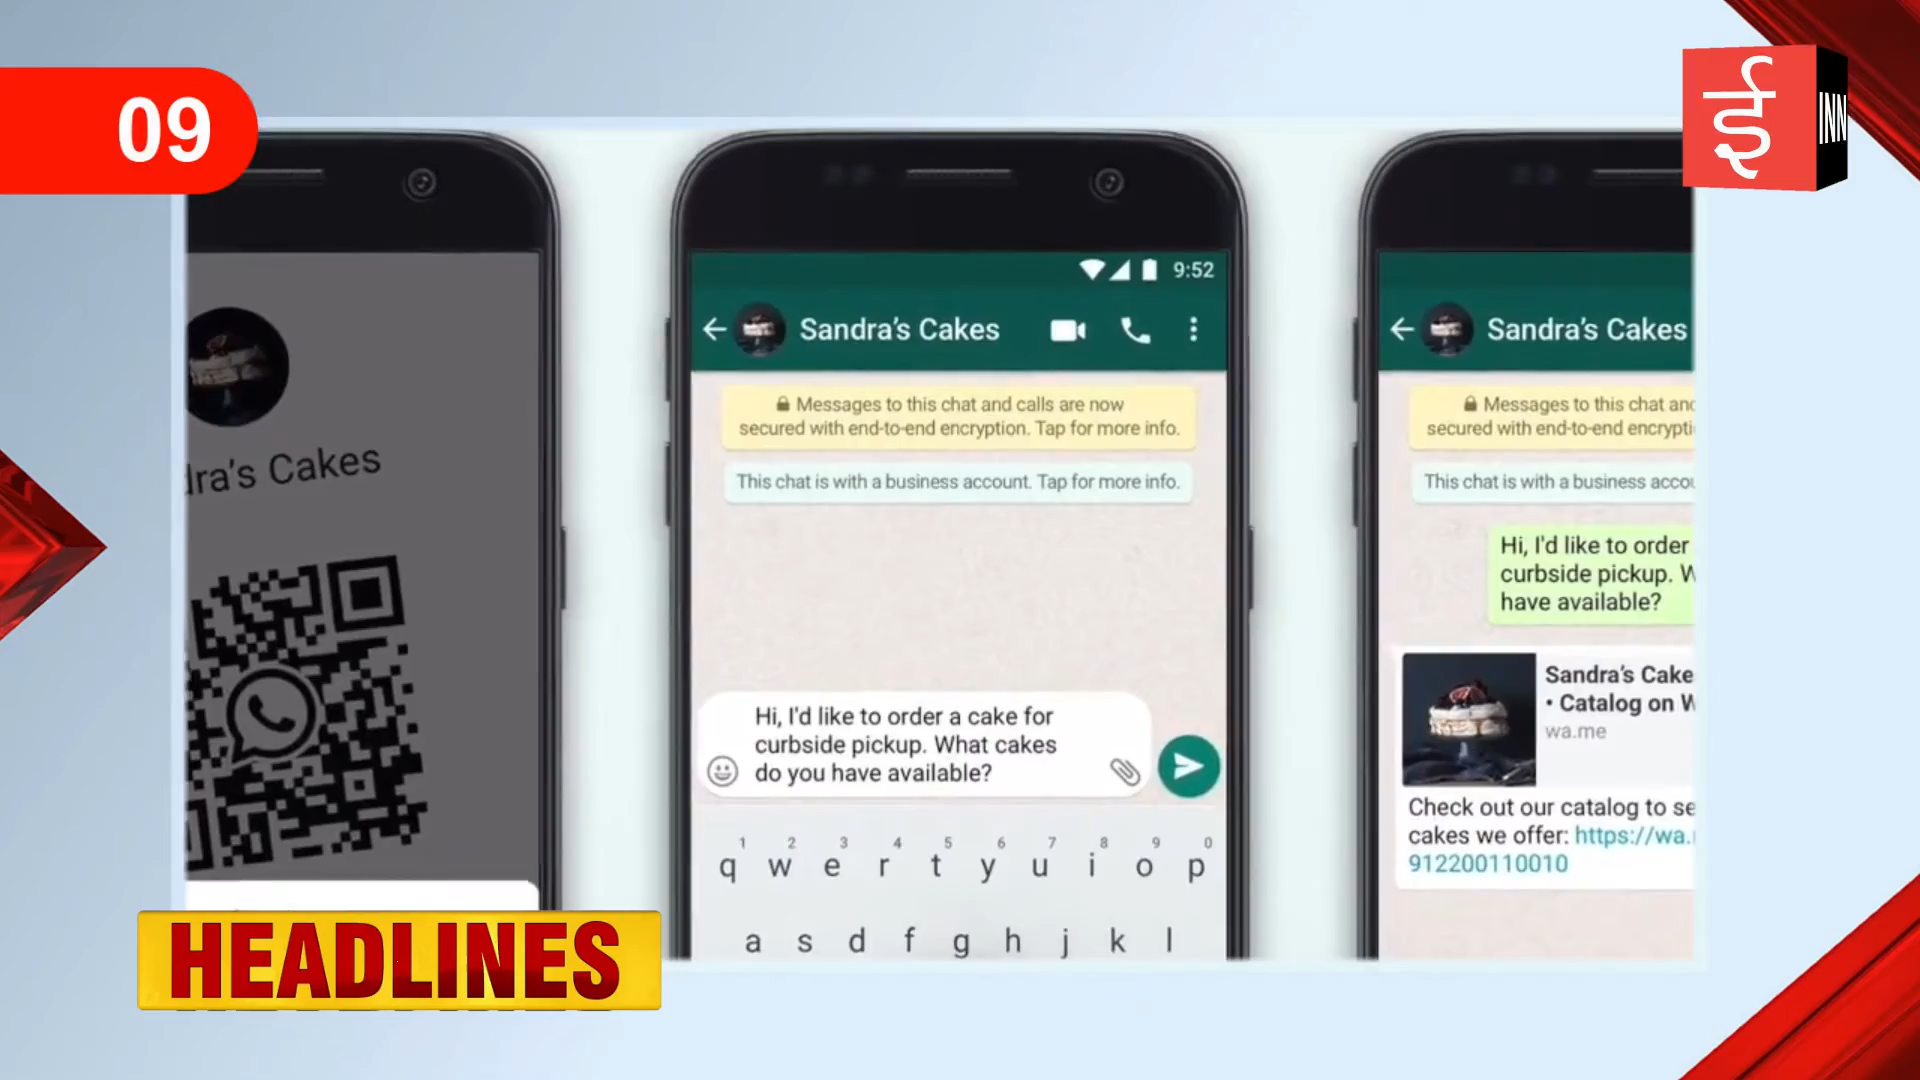 09
ई
INN
dra's Cakes
9:52
Sandra's Cakes
Messages to this chat and calls are now
secured with end-to-end encryption. Tap for more info.
This chat is with a business account. Tap for more info.
Hi, I'd like to order a cake for
curbside pickup. What cakes
do you have available?
1 2 3 4 5 6 7 8 9 0
q w e r t y u i o p
a s d f g h j k l
Sandra's Cakes
Messages to this chat and
secured with end-to-end encrypti
This chat is with a business accou
Hi, I'd like to order
curbside pickup. W
have available?
Sandra's Cake
• Catalog on W
wa.me
Check out our catalog to se
cakes we offer: https://wa.
912200110010
HEADLINES